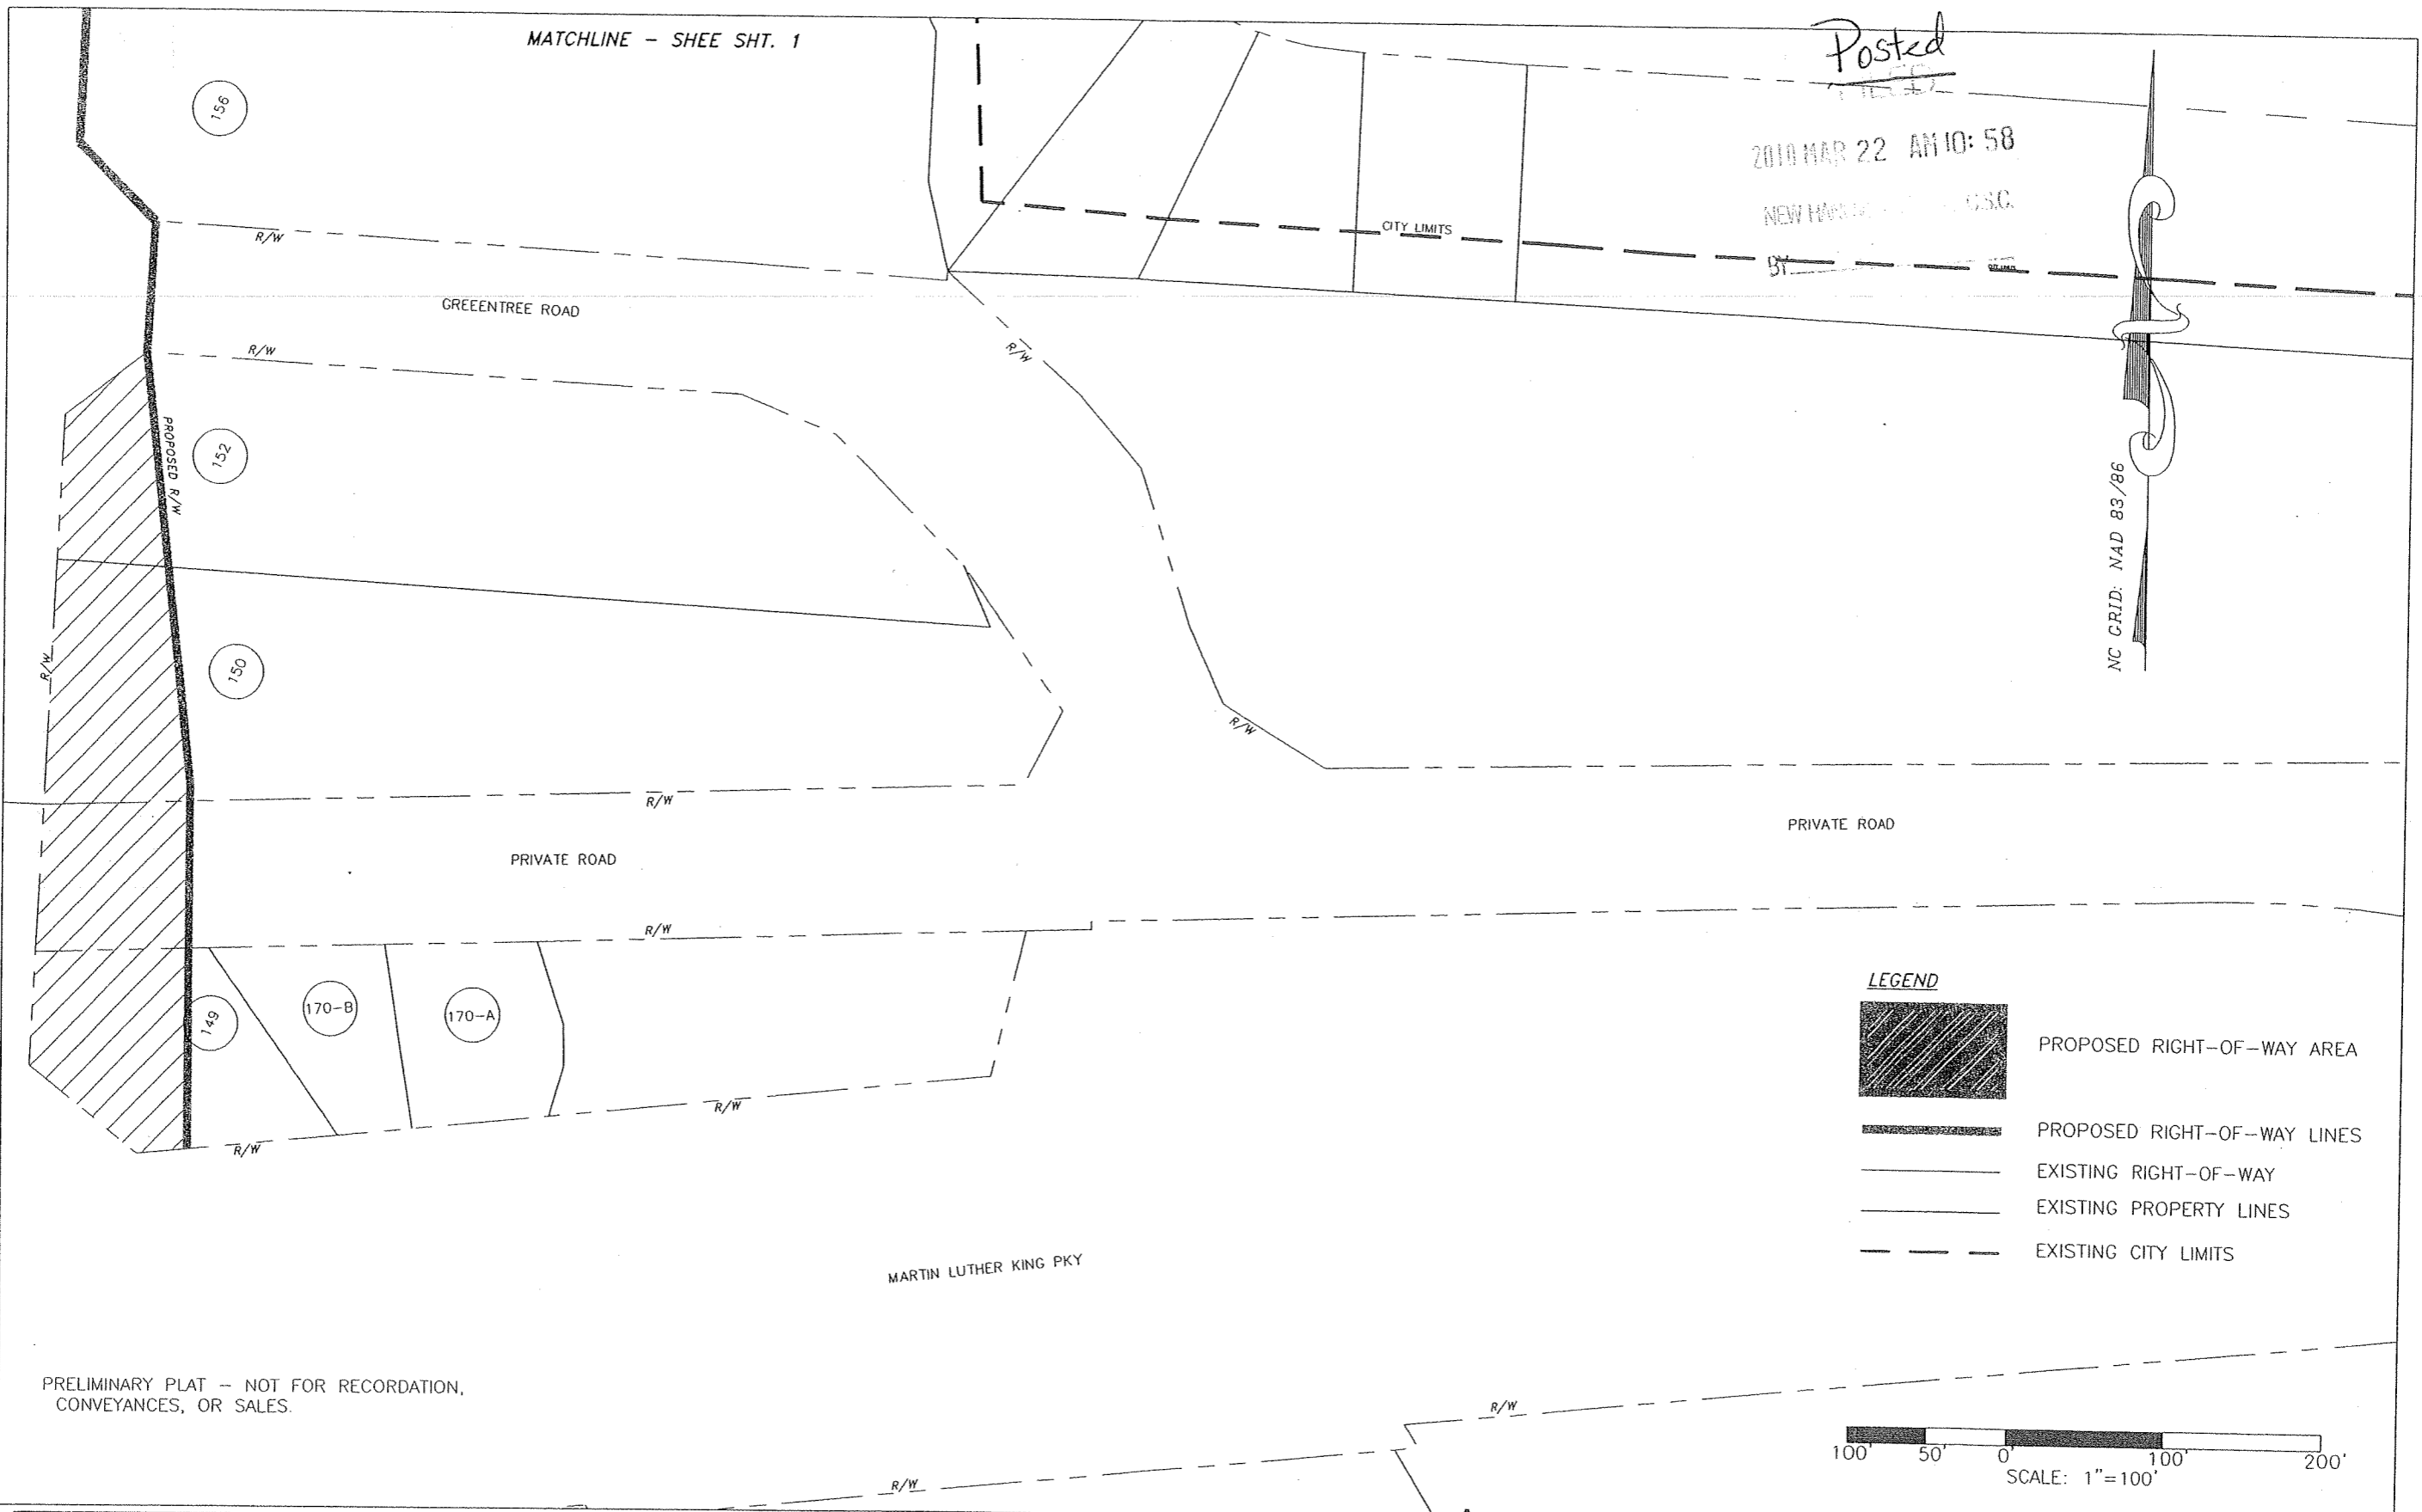 MATCHLINE - SHEE SHT. 1
Posted
2010 MAR 22 AM 10: 58
NEW C.S.C.
BY
156
R/W
CITY LIMITS
GREEENTREE ROAD
R/W
R/W
152
PROPOSED R/W
NC GRID: NAD 83/86
R/W
150
R/W
R/W
PRIVATE ROAD
PRIVATE ROAD
R/W
149
170-B
170-A
R/W
R/W
LEGEND
PROPOSED RIGHT-OF-WAY AREA
PROPOSED RIGHT-OF-WAY LINES
EXISTING RIGHT-OF-WAY
EXISTING PROPERTY LINES
EXISTING CITY LIMITS
MARTIN LUTHER KING PKY
PRELIMINARY PLAT - NOT FOR RECORDATION,
CONVEYANCES, OR SALES.
R/W
R/W
100' 50' 0' 100' 200'
SCALE: 1"=100'